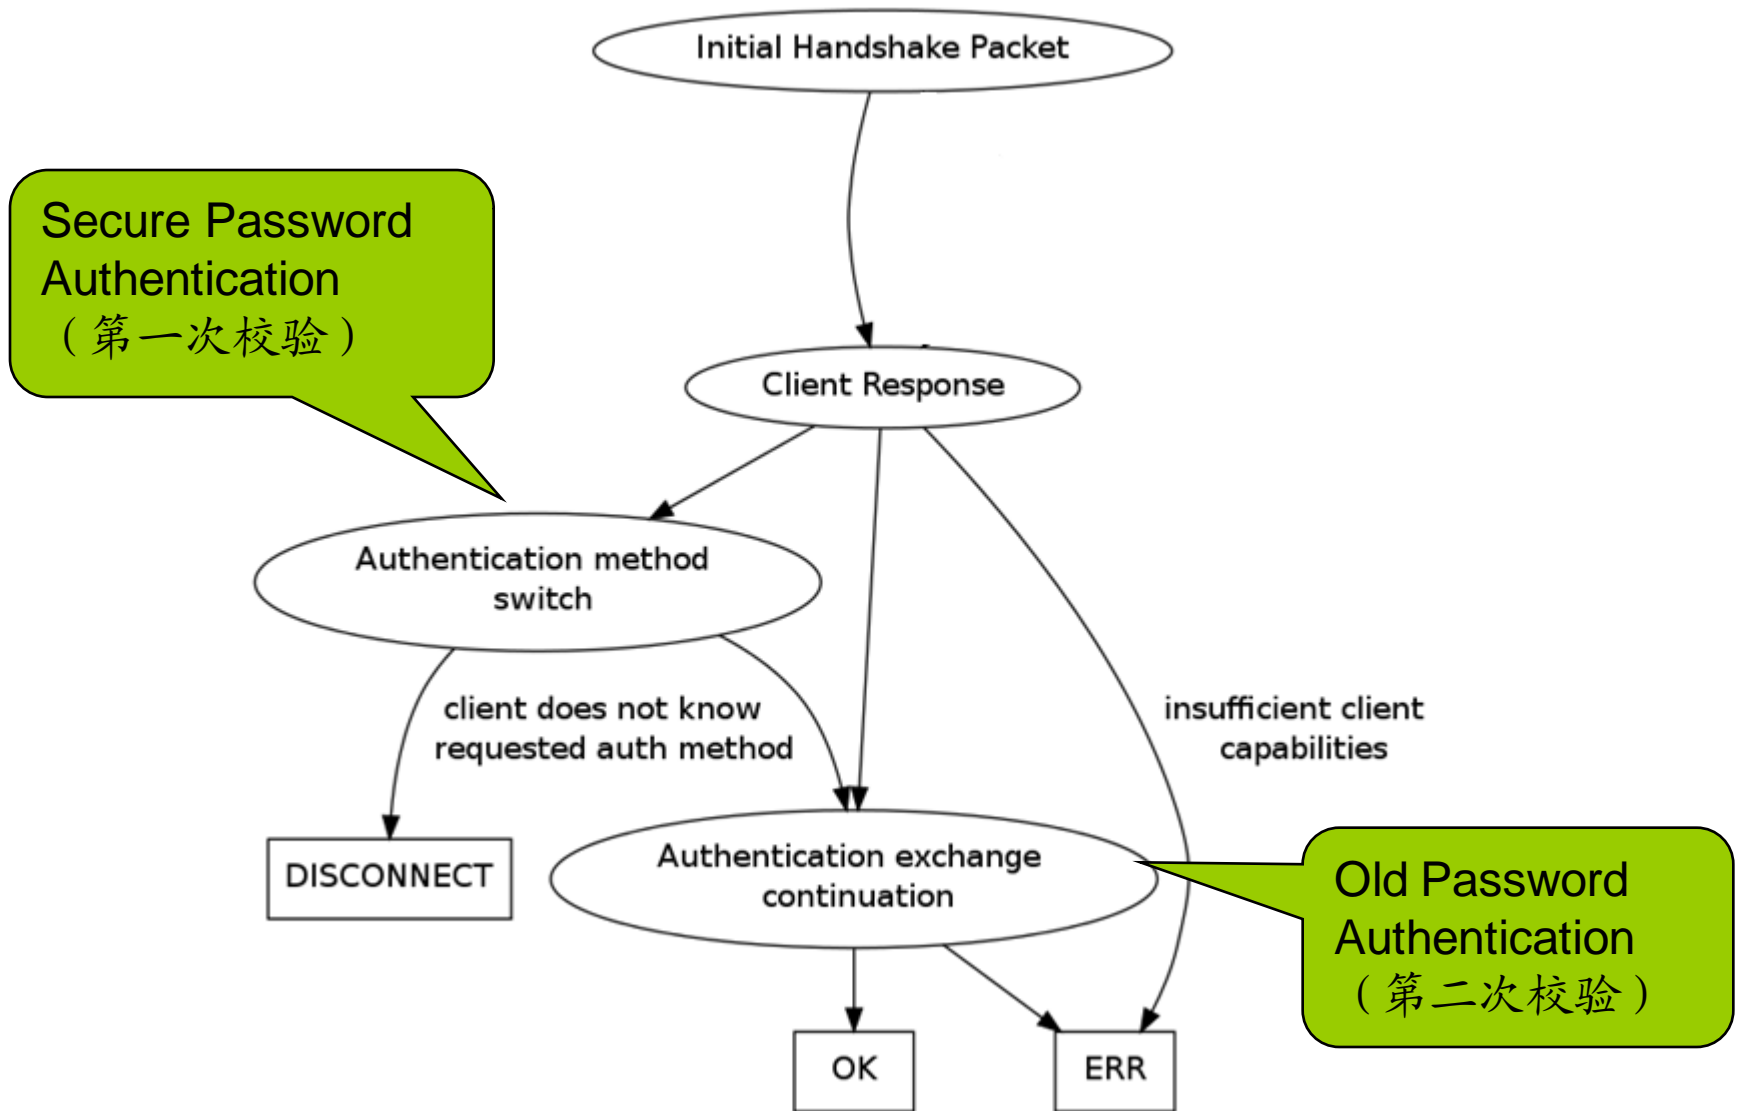 Initial Handshake Packet
Secure Password
Authentication
（第一次校验）
Client Response
Authentication method
switch
client does not know
requested auth method
insufficient client
capabilities
DISCONNECT
Authentication exchange
continuation
Old Password
Authentication
（第二次校验）
OK
ERR